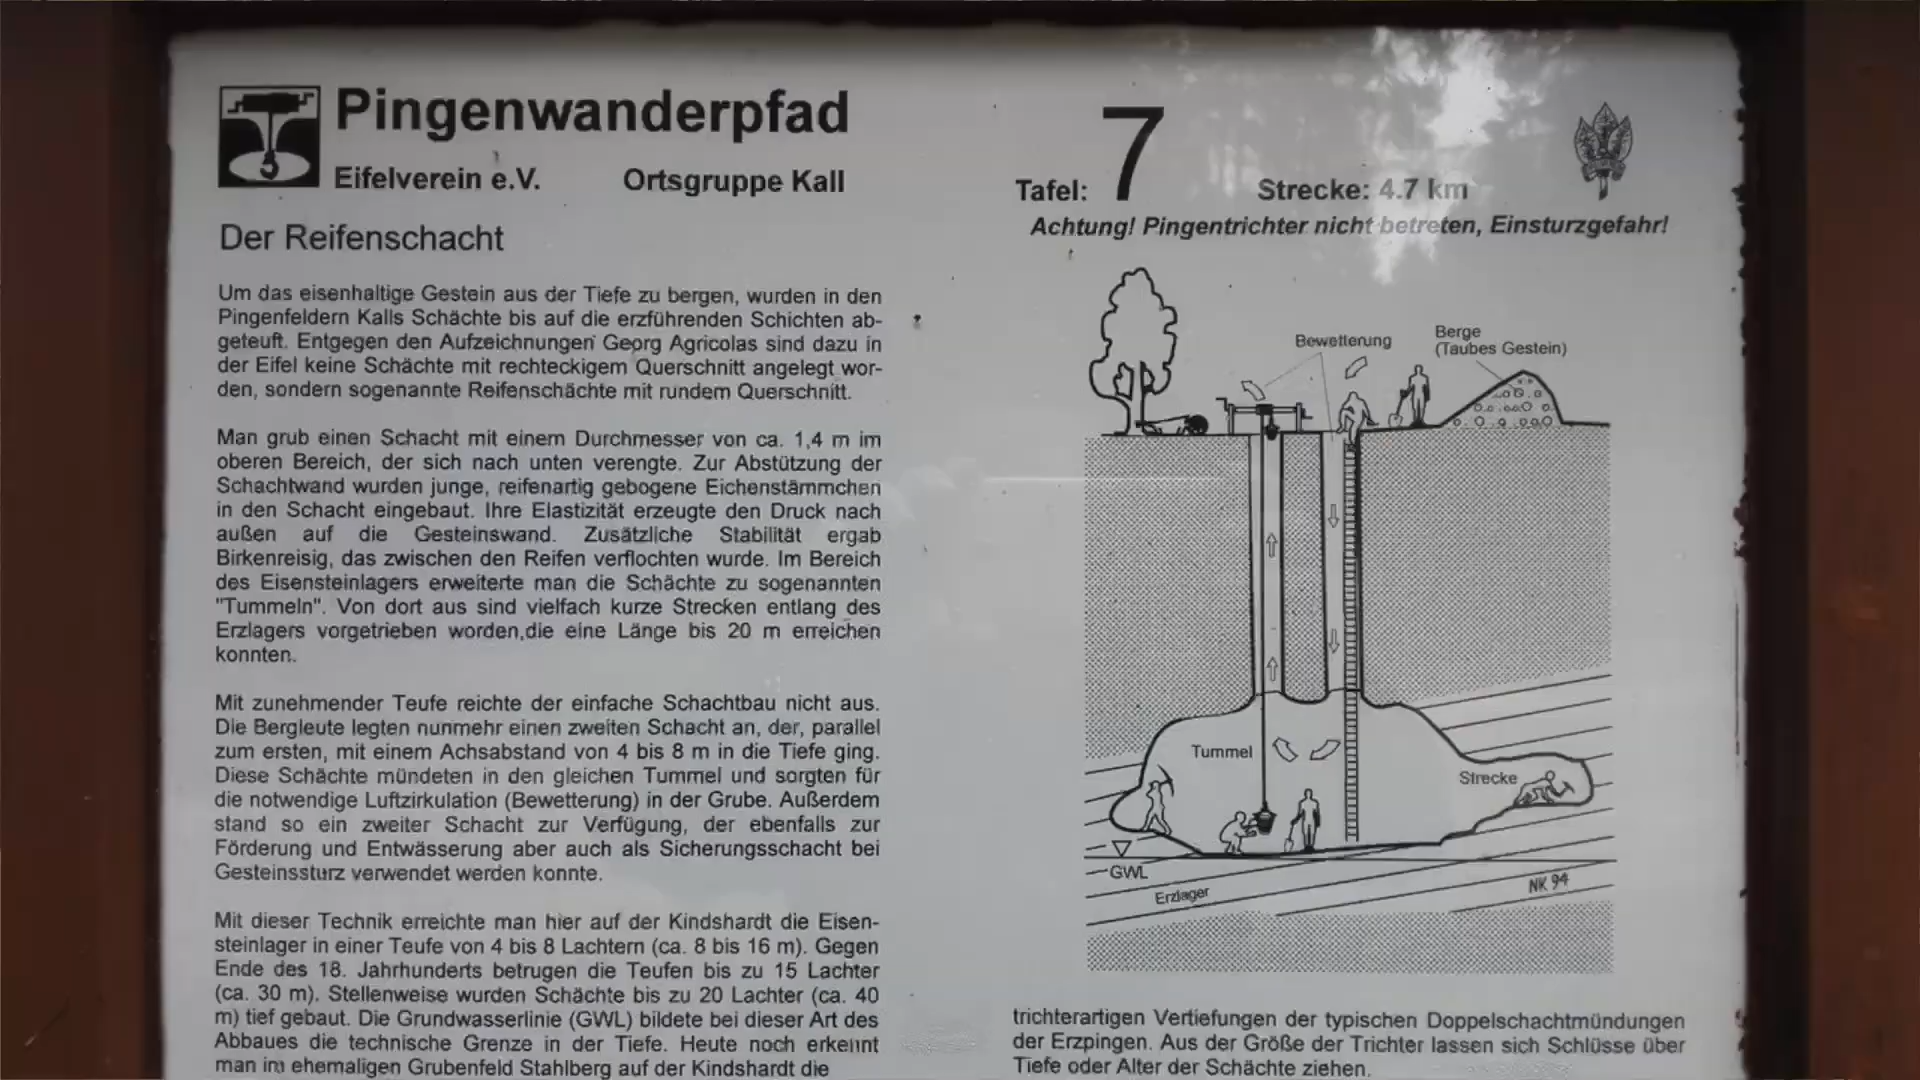 Pingenwanderpfad
Eifelverein e.V. Ortsgruppe Kall
Tafel: 7 Strecke: 4.7 km
Achtung! Pingentrichter nicht betreten, Einsturzgefahr!
Der Reifenschacht
Um das eisenhaltige Gestein aus der Tiefe zu bergen, wurden in den
Pingenfeldern Kalls Schächte bis auf die erzführenden Schichten ab-
geteuft. Entgegen den Aufzeichnungen Georg Agricolas sind dazu in
der Eifel keine Schächte mit rechteckigem Querschnitt angelegt wor-
den, sondern sogenannte Reifenschächte mit rundem Querschnitt.
Man grub einen Schacht mit einem Durchmesser von ca. 1,4 m im
oberen Bereich, der sich nach unten verengte. Zur Abstützung der
Schachtwand wurden junge, reifenartig gebogene Eichenstämmchen
in den Schacht eingebaut. Ihre Elastizität erzeugte den Druck nach
außen auf die Gesteinswand. Zusätzliche Stabilität ergab
Birkenreisig, das zwischen den Reifen verflochten wurde. Im Bereich
des Eisensteinlagers erweiterte man die Schächte zu sogenannten
"Tummeln". Von dort aus sind vielfach kurze Strecken entlang des
Erzlagers vorgetrieben worden,die eine Länge bis 20 m erreichen
konnten.
Mit zunehmender Teufe reichte der einfache Schachtbau nicht aus.
Die Bergleute legten nunmehr einen zweiten Schacht an, der, parallel
zum ersten, mit einem Achsabstand von 4 bis 8 m in die Tiefe ging.
Diese Schächte mündeten in den gleichen Tummel und sorgten für
die notwendige Luftzirkulation (Bewetterung) in der Grube. Außerdem
stand so ein zweiter Schacht zur Verfügung, der ebenfalls zur
Förderung und Entwässerung aber auch als Sicherungsschacht bei
Gesteinssturz verwendet werden konnte.
Mit dieser Technik erreichte man hier auf der Kindshardt die Eisen-
steinlager in einer Teufe von 4 bis 8 Lachtern (ca. 8 bis 16 m). Gegen
Ende des 18. Jahrhunderts betrugen die Teufen bis zu 15 Lachter
(ca. 30 m). Stellenweise wurden Schächte bis zu 20 Lachter (ca. 40
m) tief gebaut. Die Grundwasserlinie (GWL) bildete bei dieser Art des
Abbaues die technische Grenze in der Tiefe. Heute noch erkennt
man im ehemaligen Grubenfeld Stahlberg auf der Kindshardt die
Bewetterung
Berge
(Taubes Gestein)
Tummel
Strecke
GWL
Erzlager
NK 94
trichterartigen Vertiefungen der typischen Doppelschachtmündungen
der Erzpingen. Aus der Größe der Trichter lassen sich Schlüsse über
Tiefe oder Alter der Schächte ziehen.